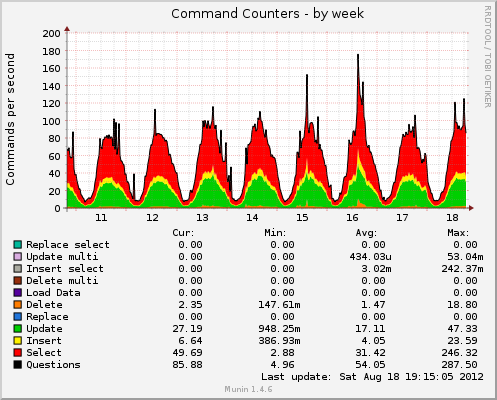 Command Counters - by week
RRDTOOL / TOBI OETIKER
Commands per second
200
180
160
140
120
100
80
60
40
20
0
11 12 13 14 15 16 17 18
Cur: Min: Avg: Max:
Replace select 0.00 0.00 0.00 0.00
Update multi 0.00 0.00 434.03u 53.04m
Insert select 0.00 0.00 3.02m 242.37m
Delete multi 0.00 0.00 0.00 0.00
Load Data 0.00 0.00 0.00 0.00
Delete 2.35 147.61m 1.47 18.80
Replace 0.00 0.00 0.00 0.00
Update 27.19 948.25m 17.11 47.33
Insert 6.64 386.93m 4.05 23.59
Select 49.69 2.88 31.42 246.32
Questions 85.88 4.96 54.05 287.50
Last update: Sat Aug 18 19:15:05 2012
Munin 1.4.6